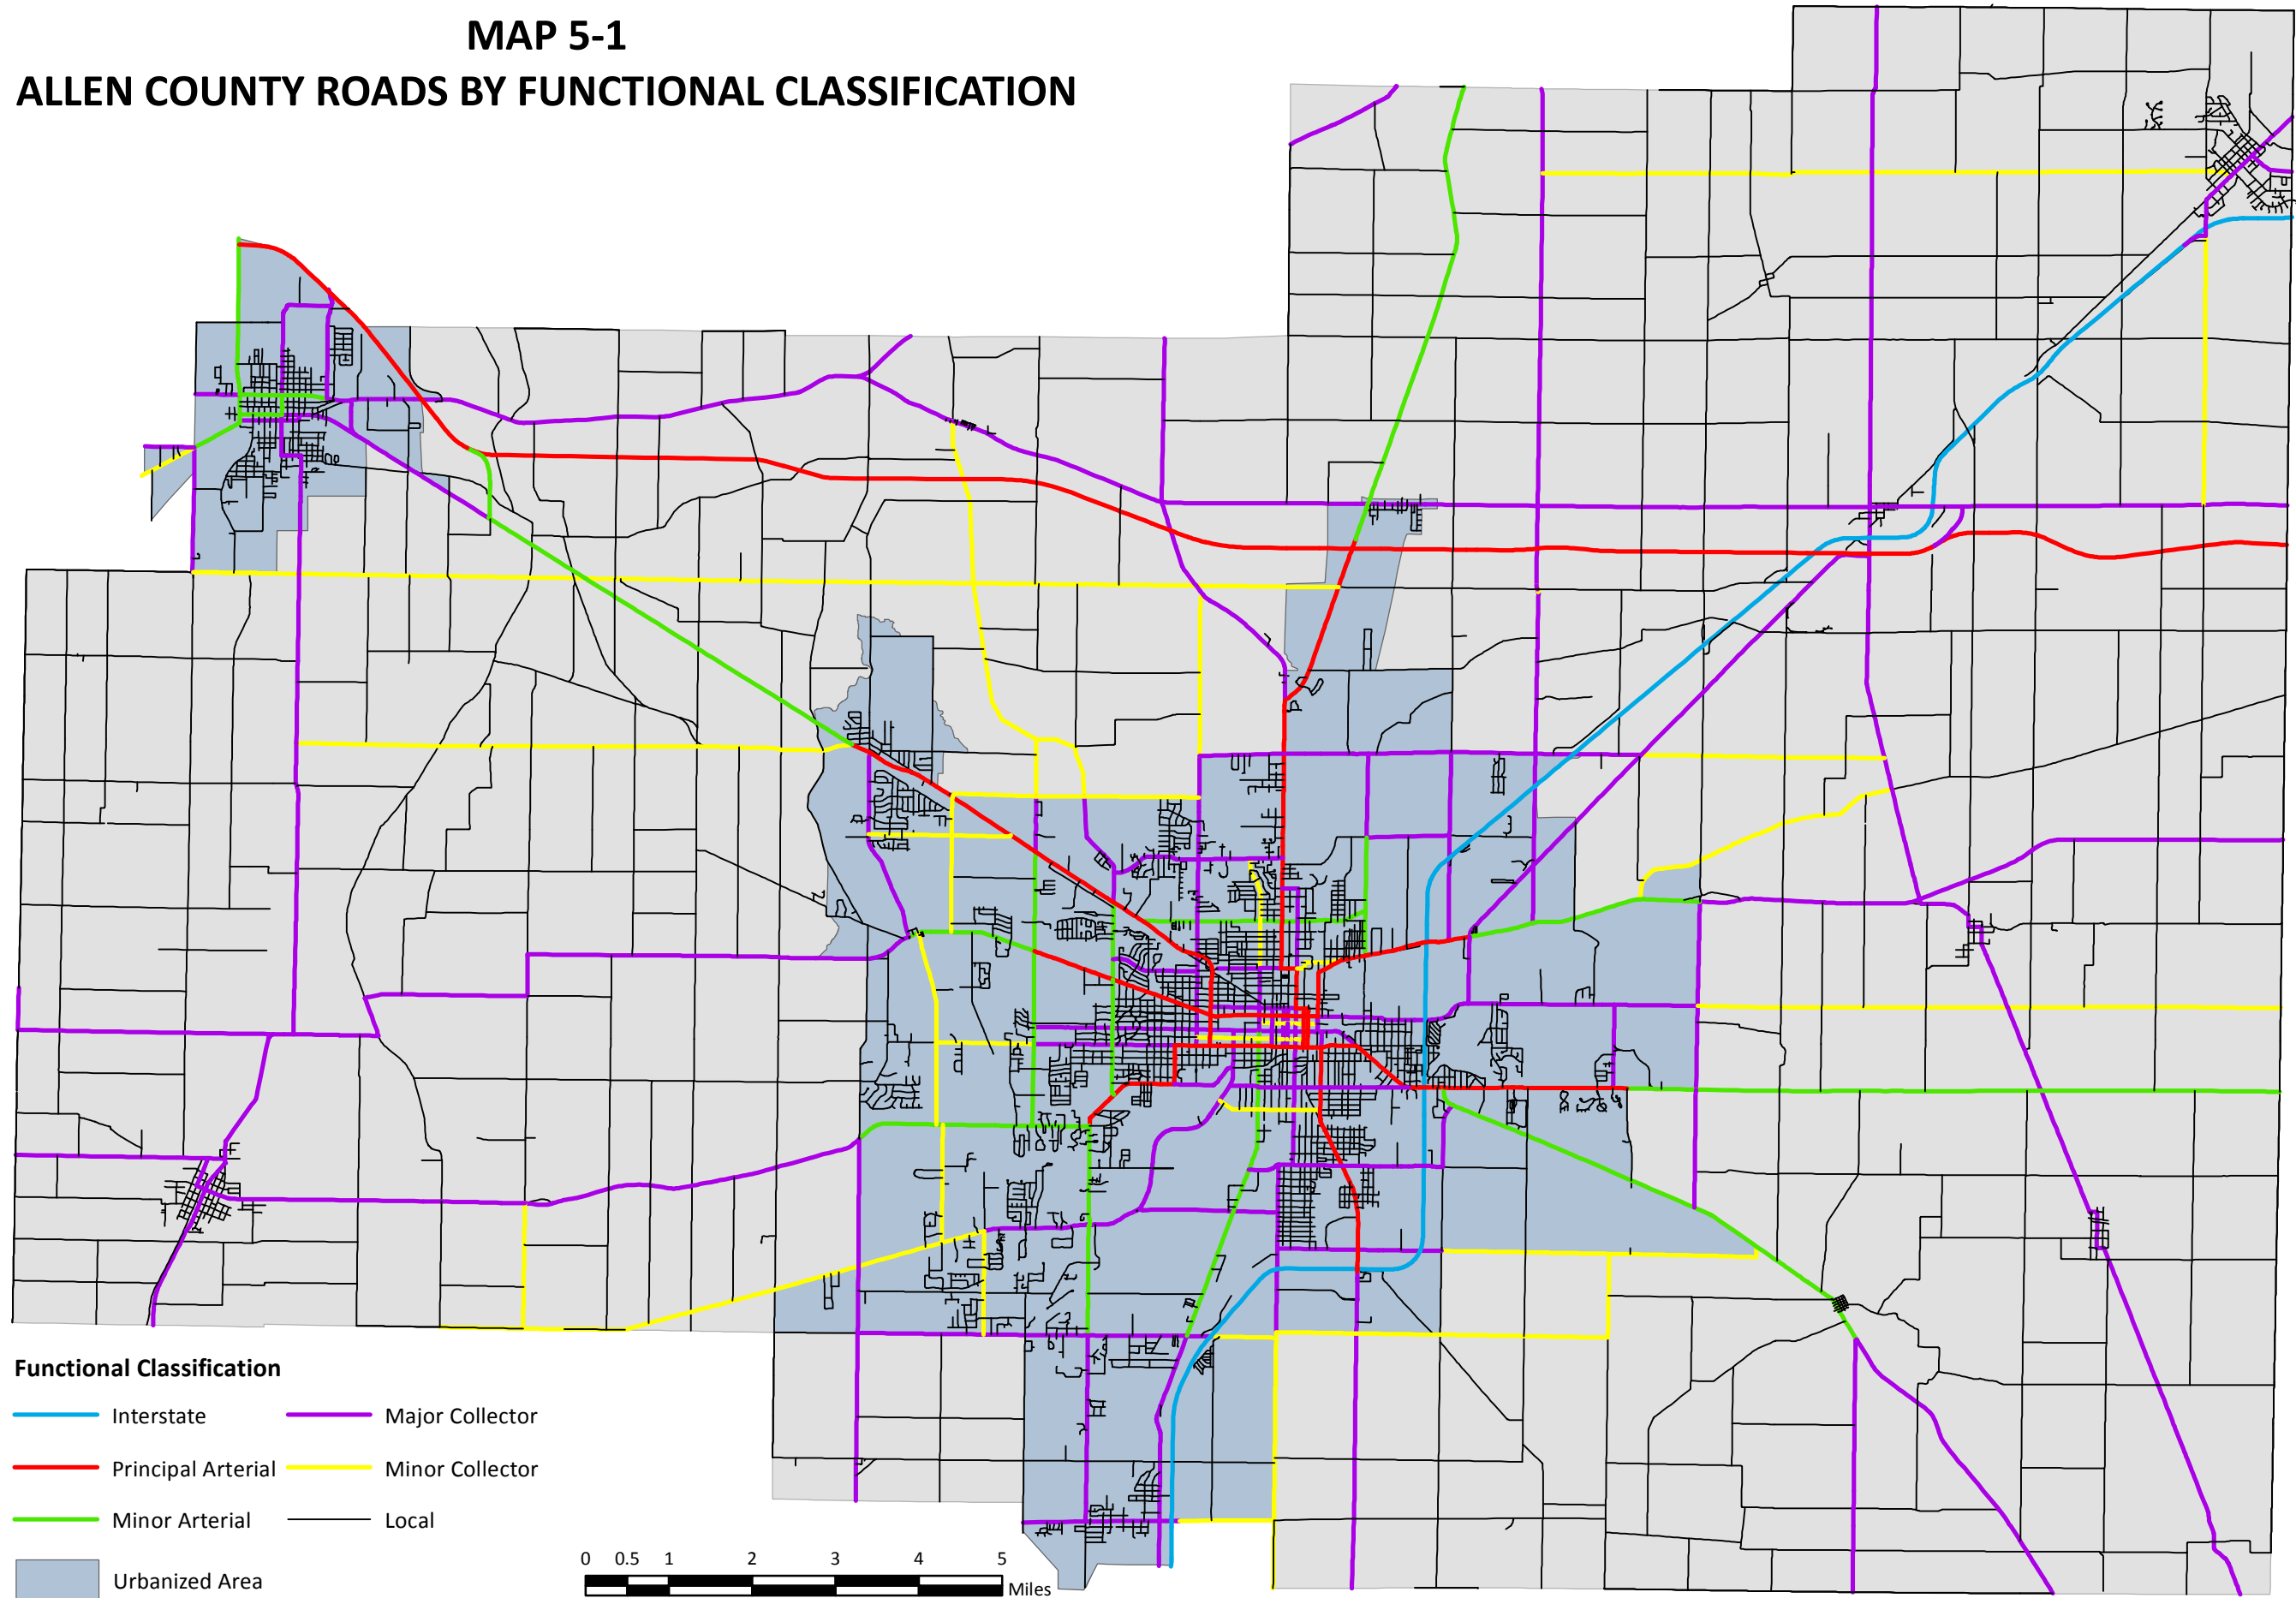 MAP 5-1
ALLEN COUNTY ROADS BY FUNCTIONAL CLASSIFICATION
Functional Classification
Interstate
Major Collector
Principal Arterial
Minor Collector
Minor Arterial
Local
Urbanized Area
0 0.5 1 2 3 4 5
Miles